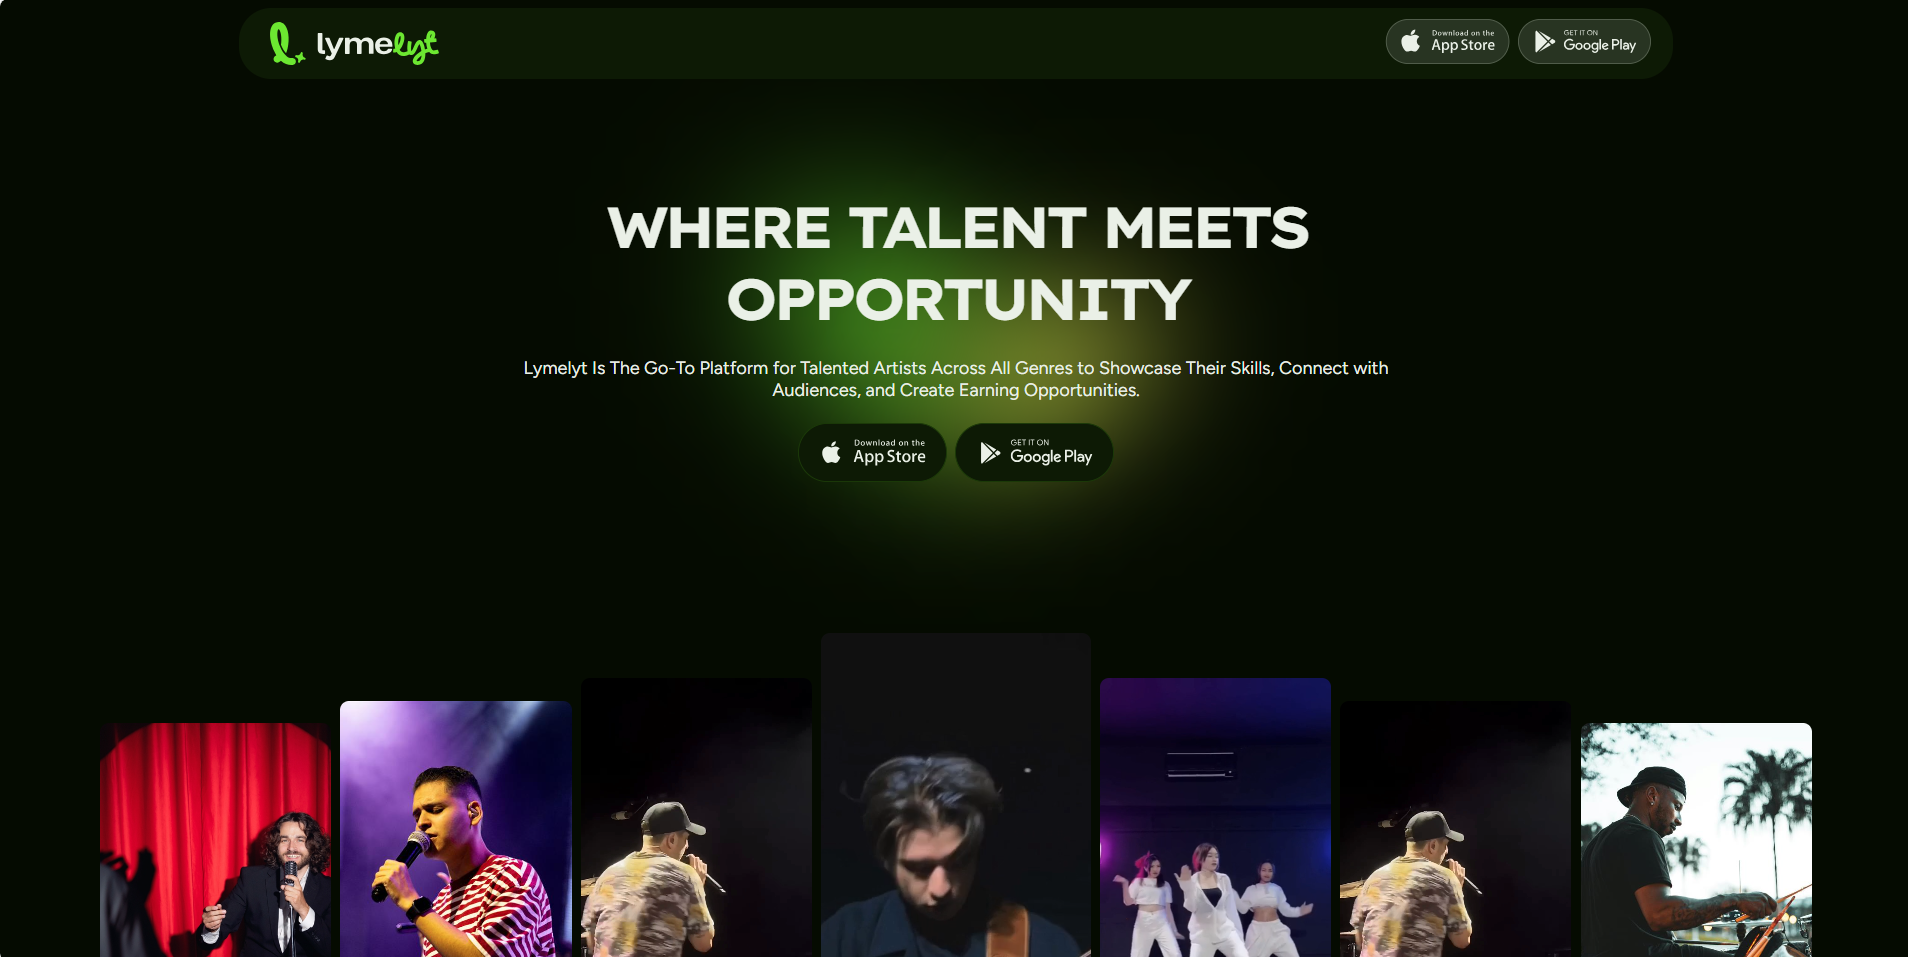 lymelyt
Download on the
App Store
GET IT ON
Google Play
WHERE TALENT MEETS
OPPORTUNITY
Lymelyt Is The Go-To Platform for Talented Artists Across All Genres to Showcase Their Skills, Connect with
Audiences, and Create Earning Opportunities.
Download on the
App Store
GET IT ON
Google Play